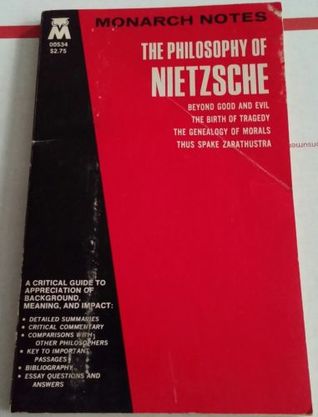 MONARCH NOTES
M
00534
$2.75
THE PHILOSOPHY OF
NIETZSCHE
BEYOND GOOD AND EVIL
THE BIRTH OF TRAGEDY
THE GENEALOGY OF MORALS
THUS SPAKE ZARATHUSTRA
A CRITICAL GUIDE TO
APPRECIATION OF
BACKGROUND,
MEANING, AND IMPACT:
• DETAILED SUMMARIES
• CRITICAL COMMENTARY
• COMPARISONS WITH
OTHER PHILOSOPHERS
• KEY TO IMPORTANT
PASSAGES
• BIBLIOGRAPHY
• ESSAY QUESTIONS AND
ANSWERS